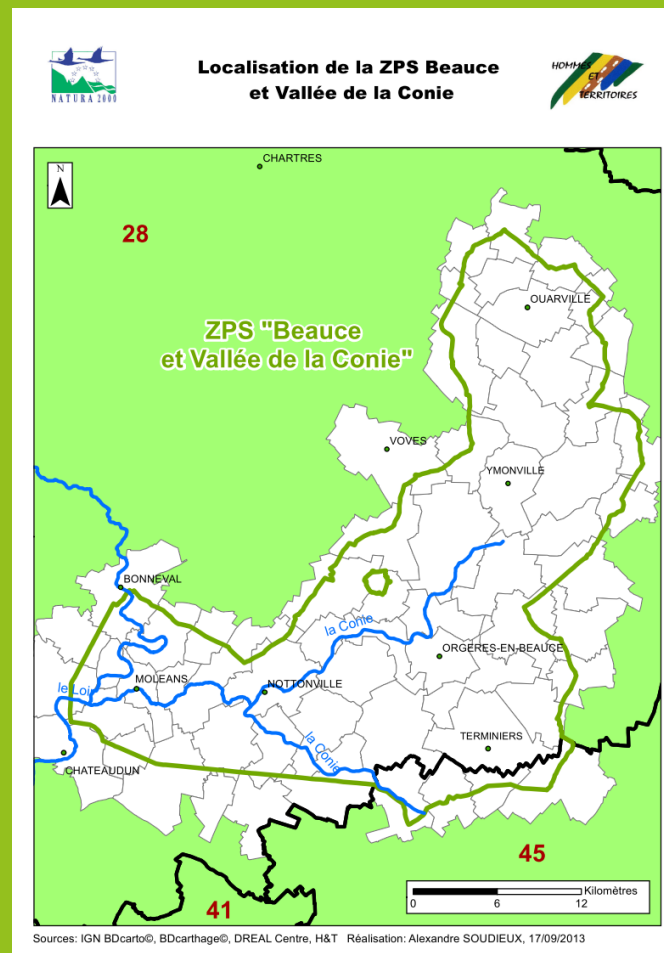 NATURA 2000
Localisation de la ZPS Beauce
et Vallée de la Conie
HOMMES
ET
TERRITOIRES
N
CHARTRES
28
OUARVILLE
ZPS "Beauce
et Vallée de la Conie"
VOVES
YMONVILLE
BONNEVAL
la Conie
ORGERES-EN-BEAUCE
le Loir
MOLEANS
NOTTONVILLE
la Conie
TERMINIERS
CHATEAUDUN
45
41
Kilomètres
0 6 12
Sources: IGN BDcarto©, BDcarthage©, DREAL Centre, H&T Réalisation: Alexandre SOUDIEUX, 17/09/2013